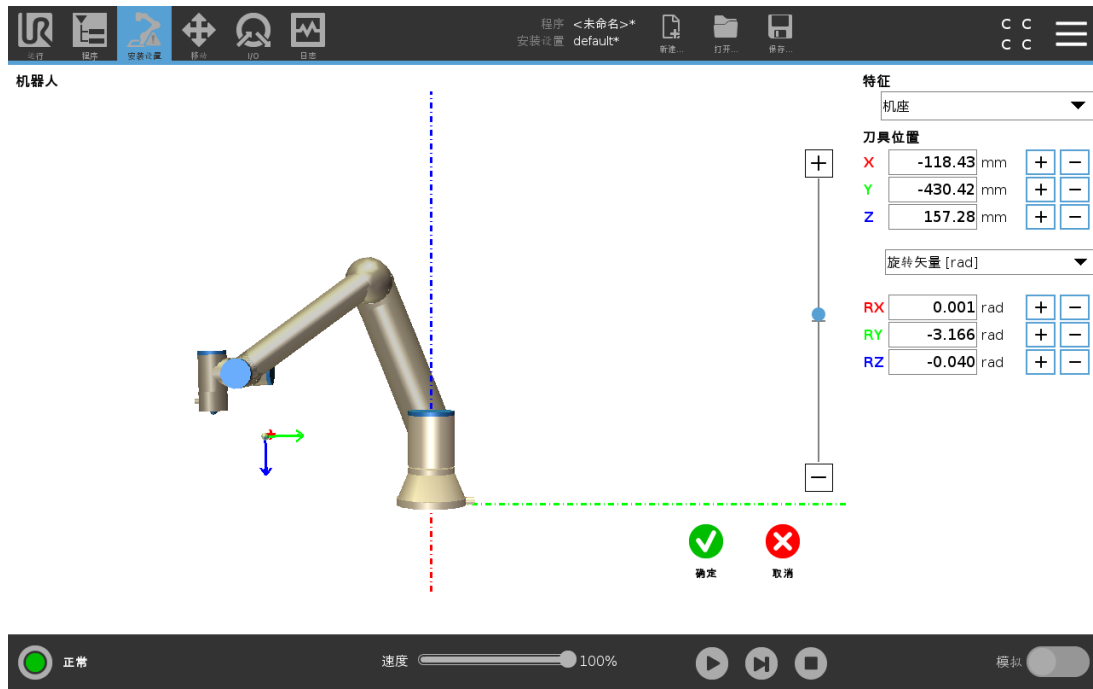 程序 <未命名>*
安装设置 default*
C C
C C
运行 程序 安装设置 移动 I/O 日志 新建... 打开... 保存...
机器人
特征
机座
刀具位置
X -118.43 mm + −
Y -430.42 mm + −
Z 157.28 mm + −
旋转矢量 [rad]
RX 0.001 rad + −
RY -3.166 rad + −
RZ -0.040 rad + −
确定 取消
正常 速度 100% 模拟